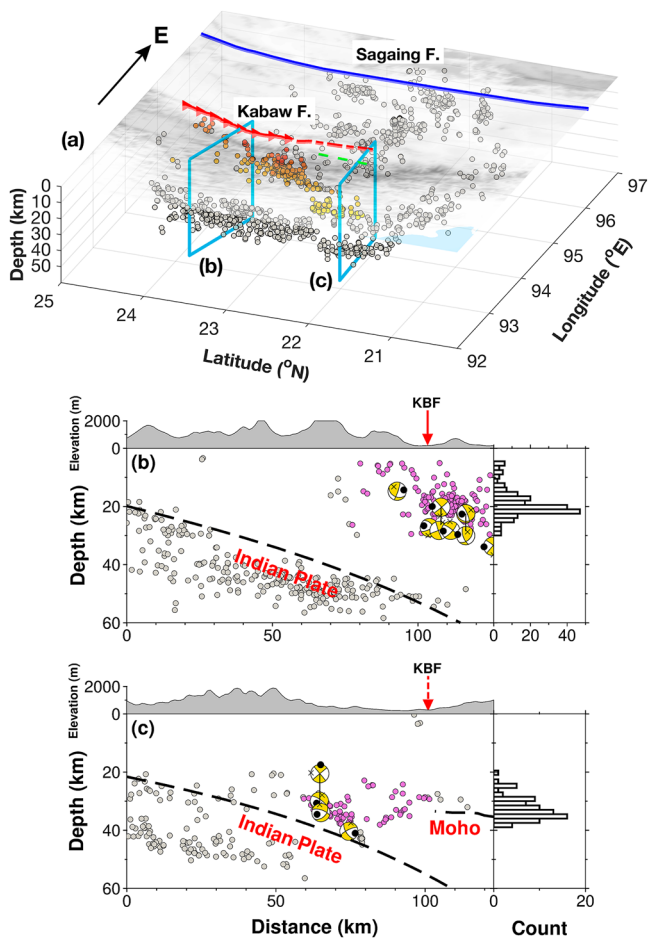 E
Sagaing F.
Kabaw F.
(a)
0
10
20
30
40
50
Depth (km)
(b)
(c)
25
24
23
22
21
Latitude (°N)
92
93
94
95
96
97
Longitude (°E)
KBF
Elevation (m)
2000
0
(b)
Depth (km)
20
40
60
Indian Plate
0
50
100
0
20
40
KBF
Elevation (m)
2000
0
(c)
Depth (km)
20
40
60
Indian Plate
Moho
0
50
100
0
20
Distance (km)
Count